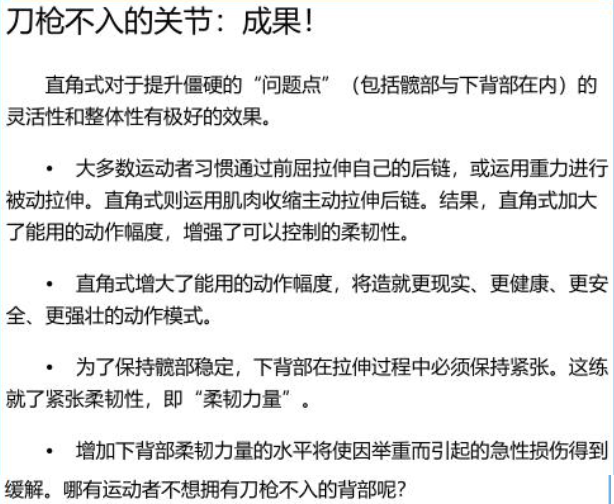 刀枪不入的关节：成果！
直角式对于提升僵硬的“问题点”（包括髋部与下背部在内）的
灵活性和整体性有极好的效果。
• 大多数运动者习惯通过前屈拉伸自己的后链，或运用重力进行
被动拉伸。直角式则运用肌肉收缩主动拉伸后链。结果，直角式加大
了能用的动作幅度，增强了可以控制的柔韧性。
• 直角式增大了能用的动作幅度，将造就更现实、更健康、更安
全、更强壮的动作模式。
• 为了保持髋部稳定，下背部在拉伸过程中必须保持紧张。这练
就了紧张柔韧性，即“柔韧力量”。
• 增加下背部柔韧力量的水平将使因举重而引起的急性损伤得到
缓解。哪有运动者不想拥有刀枪不入的背部呢？